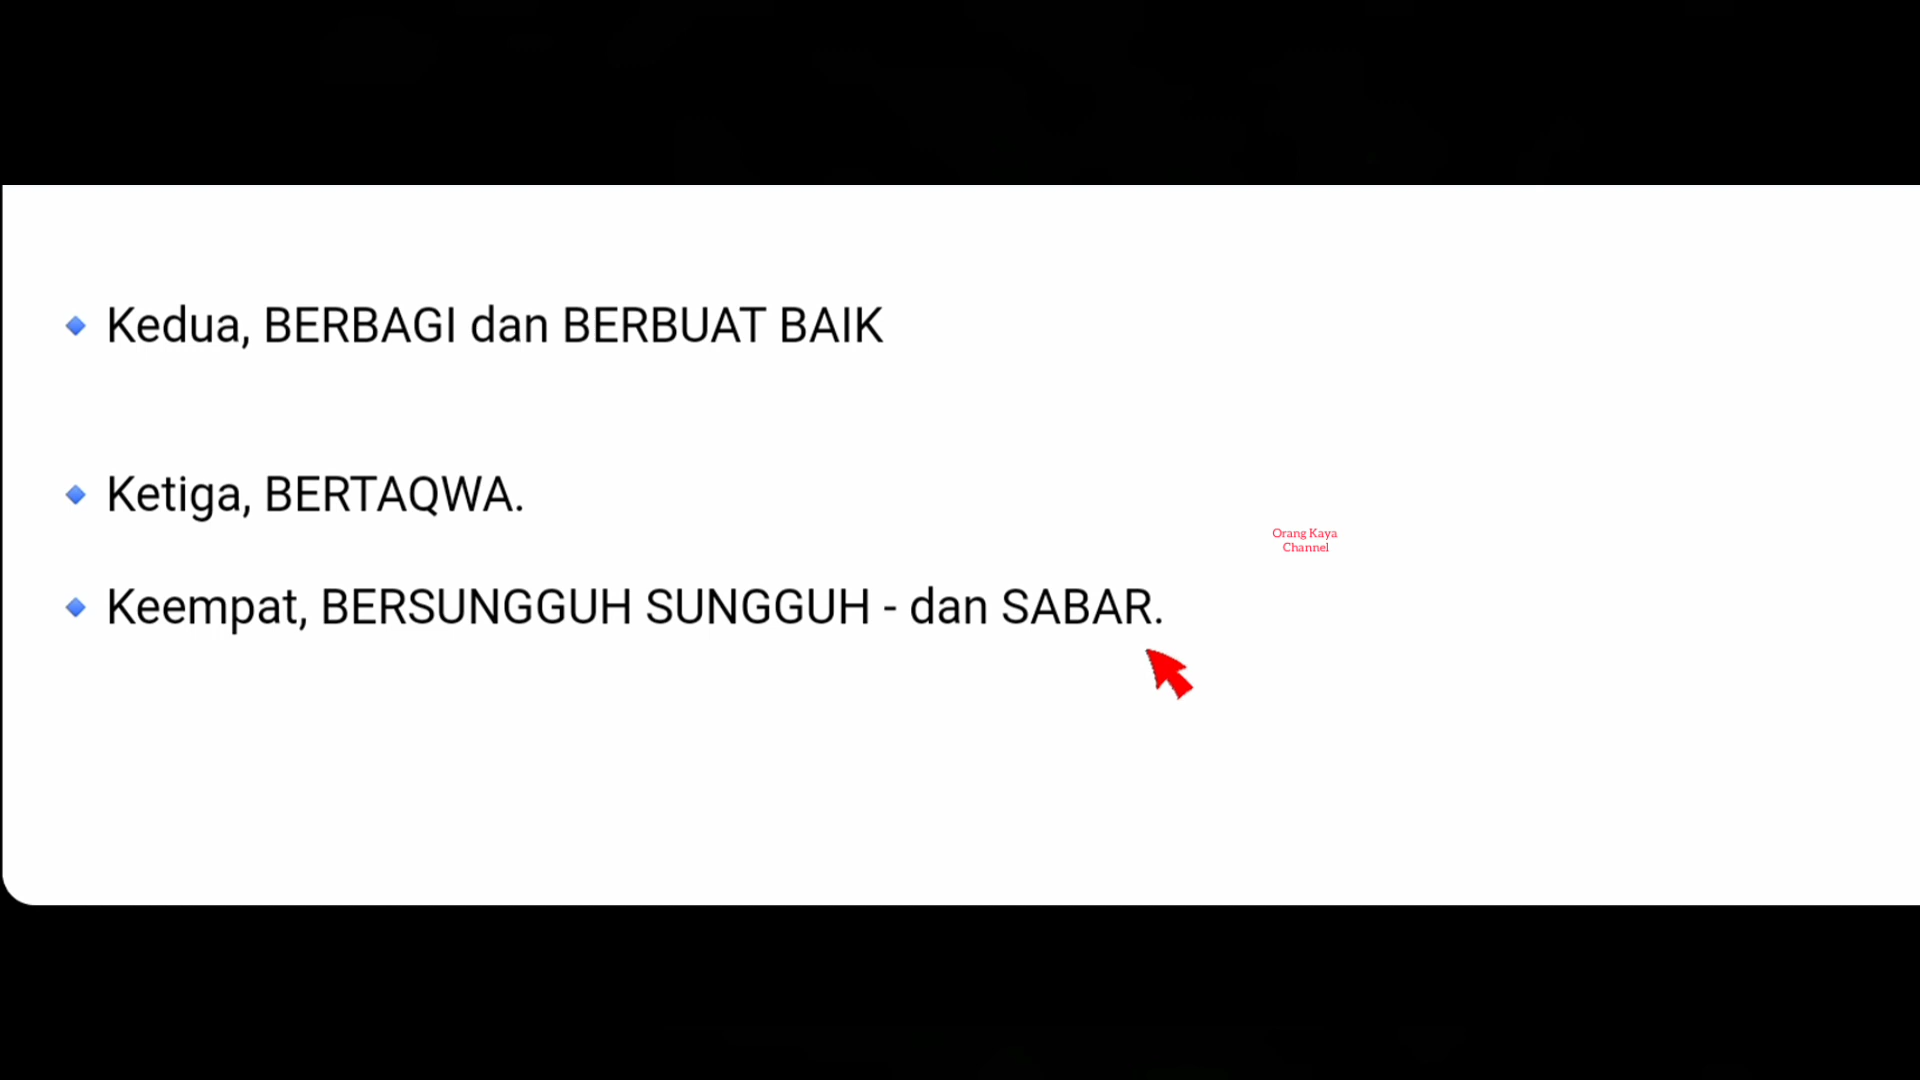 Kedua, BERBAGI dan BERBUAT BAIK
Ketiga, BERTAQWA.
Keempat, BERSUNGGUH SUNGGUH - dan SABAR.
Orang Kaya
Channel